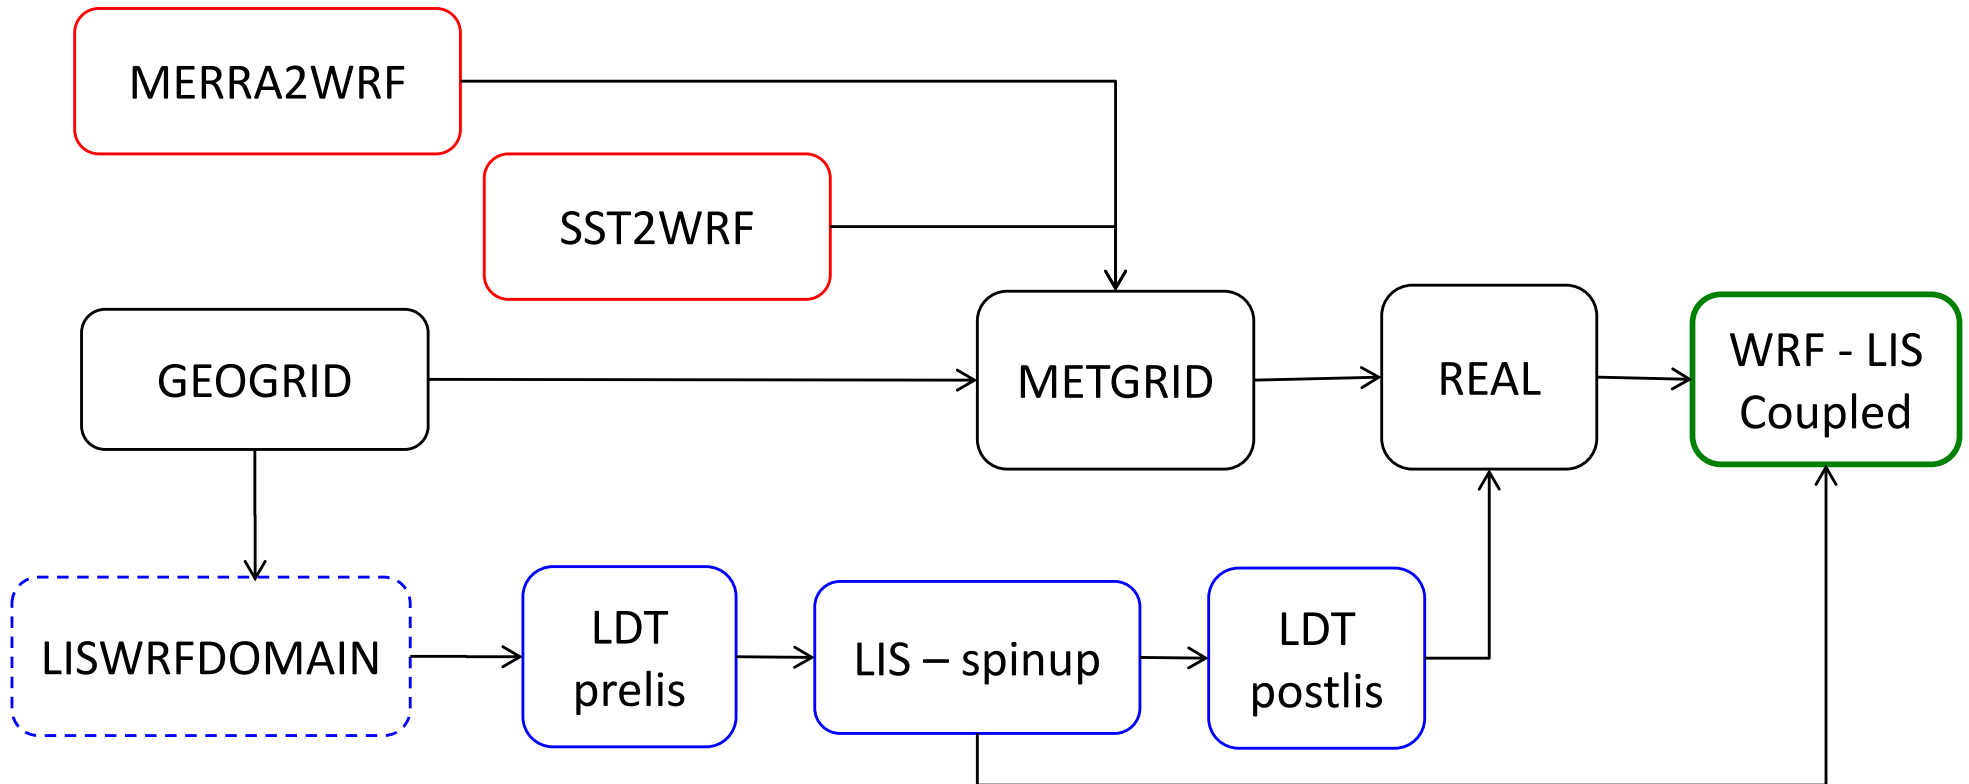 MERRA2WRF
SST2WRF
GEOGRID
METGRID
REAL
WRF - LIS
Coupled
LISWRFDOMAIN
LDT
prelis
LIS – spinup
LDT
postlis